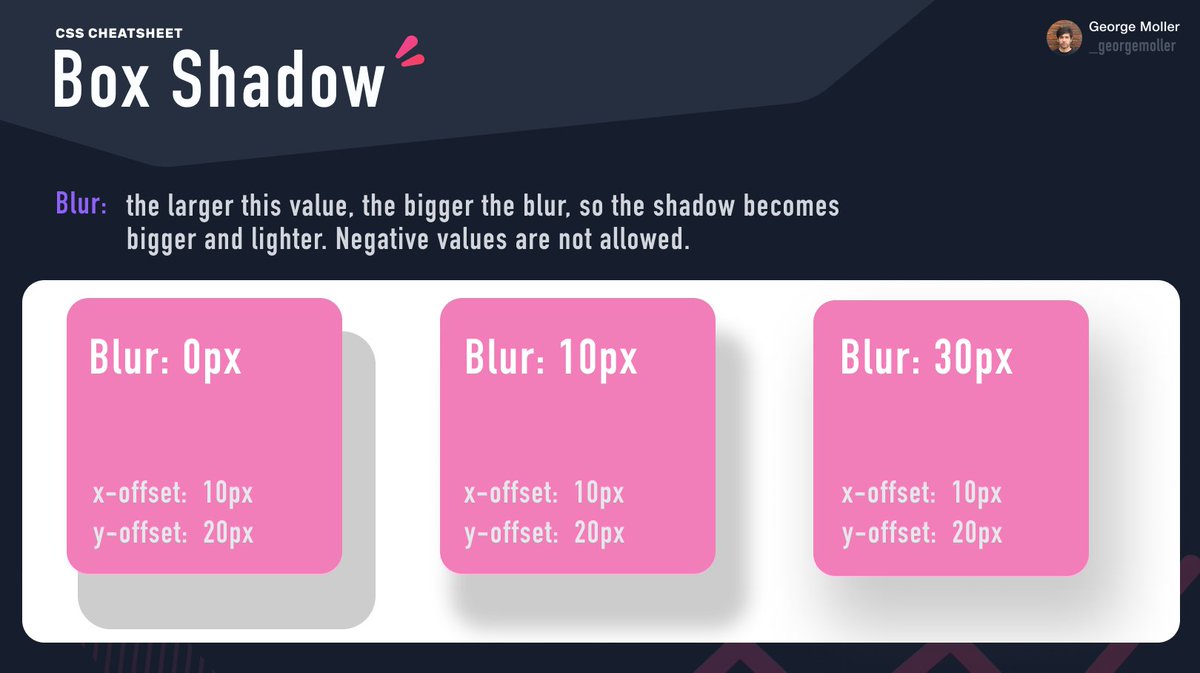 CSS CHEATSHEET
Box Shadow
George Moller
_georgemoller
Blur: the larger this value, the bigger the blur, so the shadow becomes
bigger and lighter. Negative values are not allowed.
Blur: 0px
x-offset: 10px
y-offset: 20px
Blur: 10px
x-offset: 10px
y-offset: 20px
Blur: 30px
x-offset: 10px
y-offset: 20px